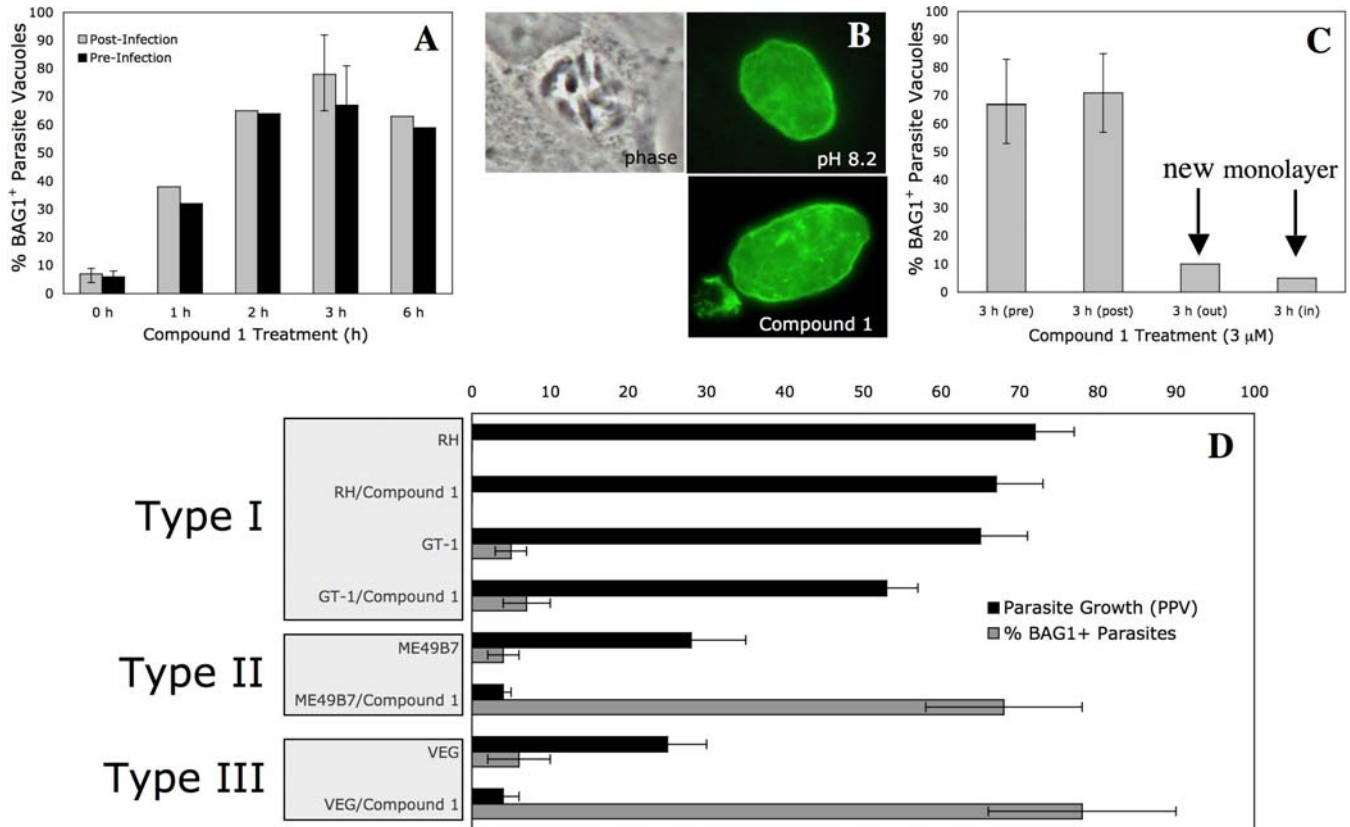 A
% BAG1+ Parasite Vacuoles
100
90
80
70
60
50
40
30
20
10
0
Post-Infection
Pre-Infection
0 h
1 h
2 h
3 h
6 h
Compound 1 Treatment (h)
B
phase
pH 8.2
Compound 1
C
% BAG1+ Parasite Vacuoles
100
90
80
70
60
50
40
30
20
10
0
new monolayer
3 h (pre)
3 h (post)
3 h (out)
3 h (in)
Compound 1 Treatment (3 μM)
0 10 20 30 40 50 60 70 80 90 100
D
Type I
RH
RH/Compound 1
GT-1
GT-1/Compound 1
Type II
ME49B7
ME49B7/Compound 1
Type III
VEG
VEG/Compound 1
Parasite Growth (PPV)
% BAG1+ Parasites